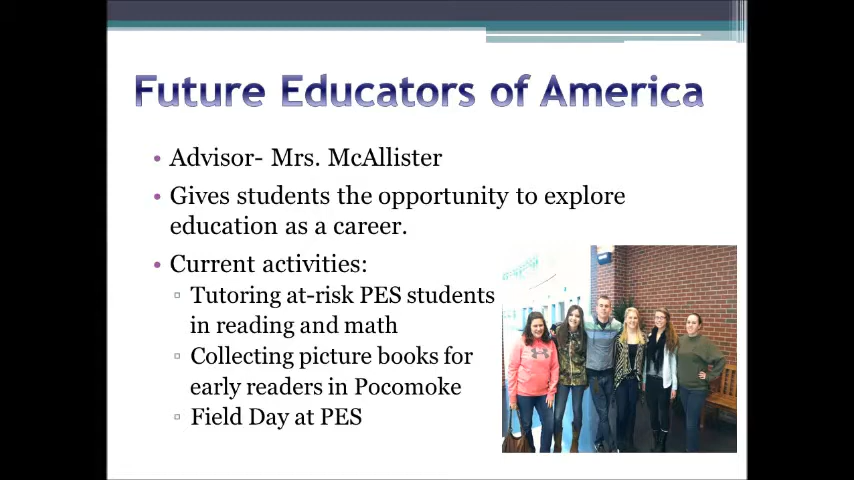 Future Educators of America
• Advisor- Mrs. McAllister
• Gives students the opportunity to explore
education as a career.
• Current activities:
▫ Tutoring at-risk PES students
in reading and math
▫ Collecting picture books for
early readers in Pocomoke
▫ Field Day at PES